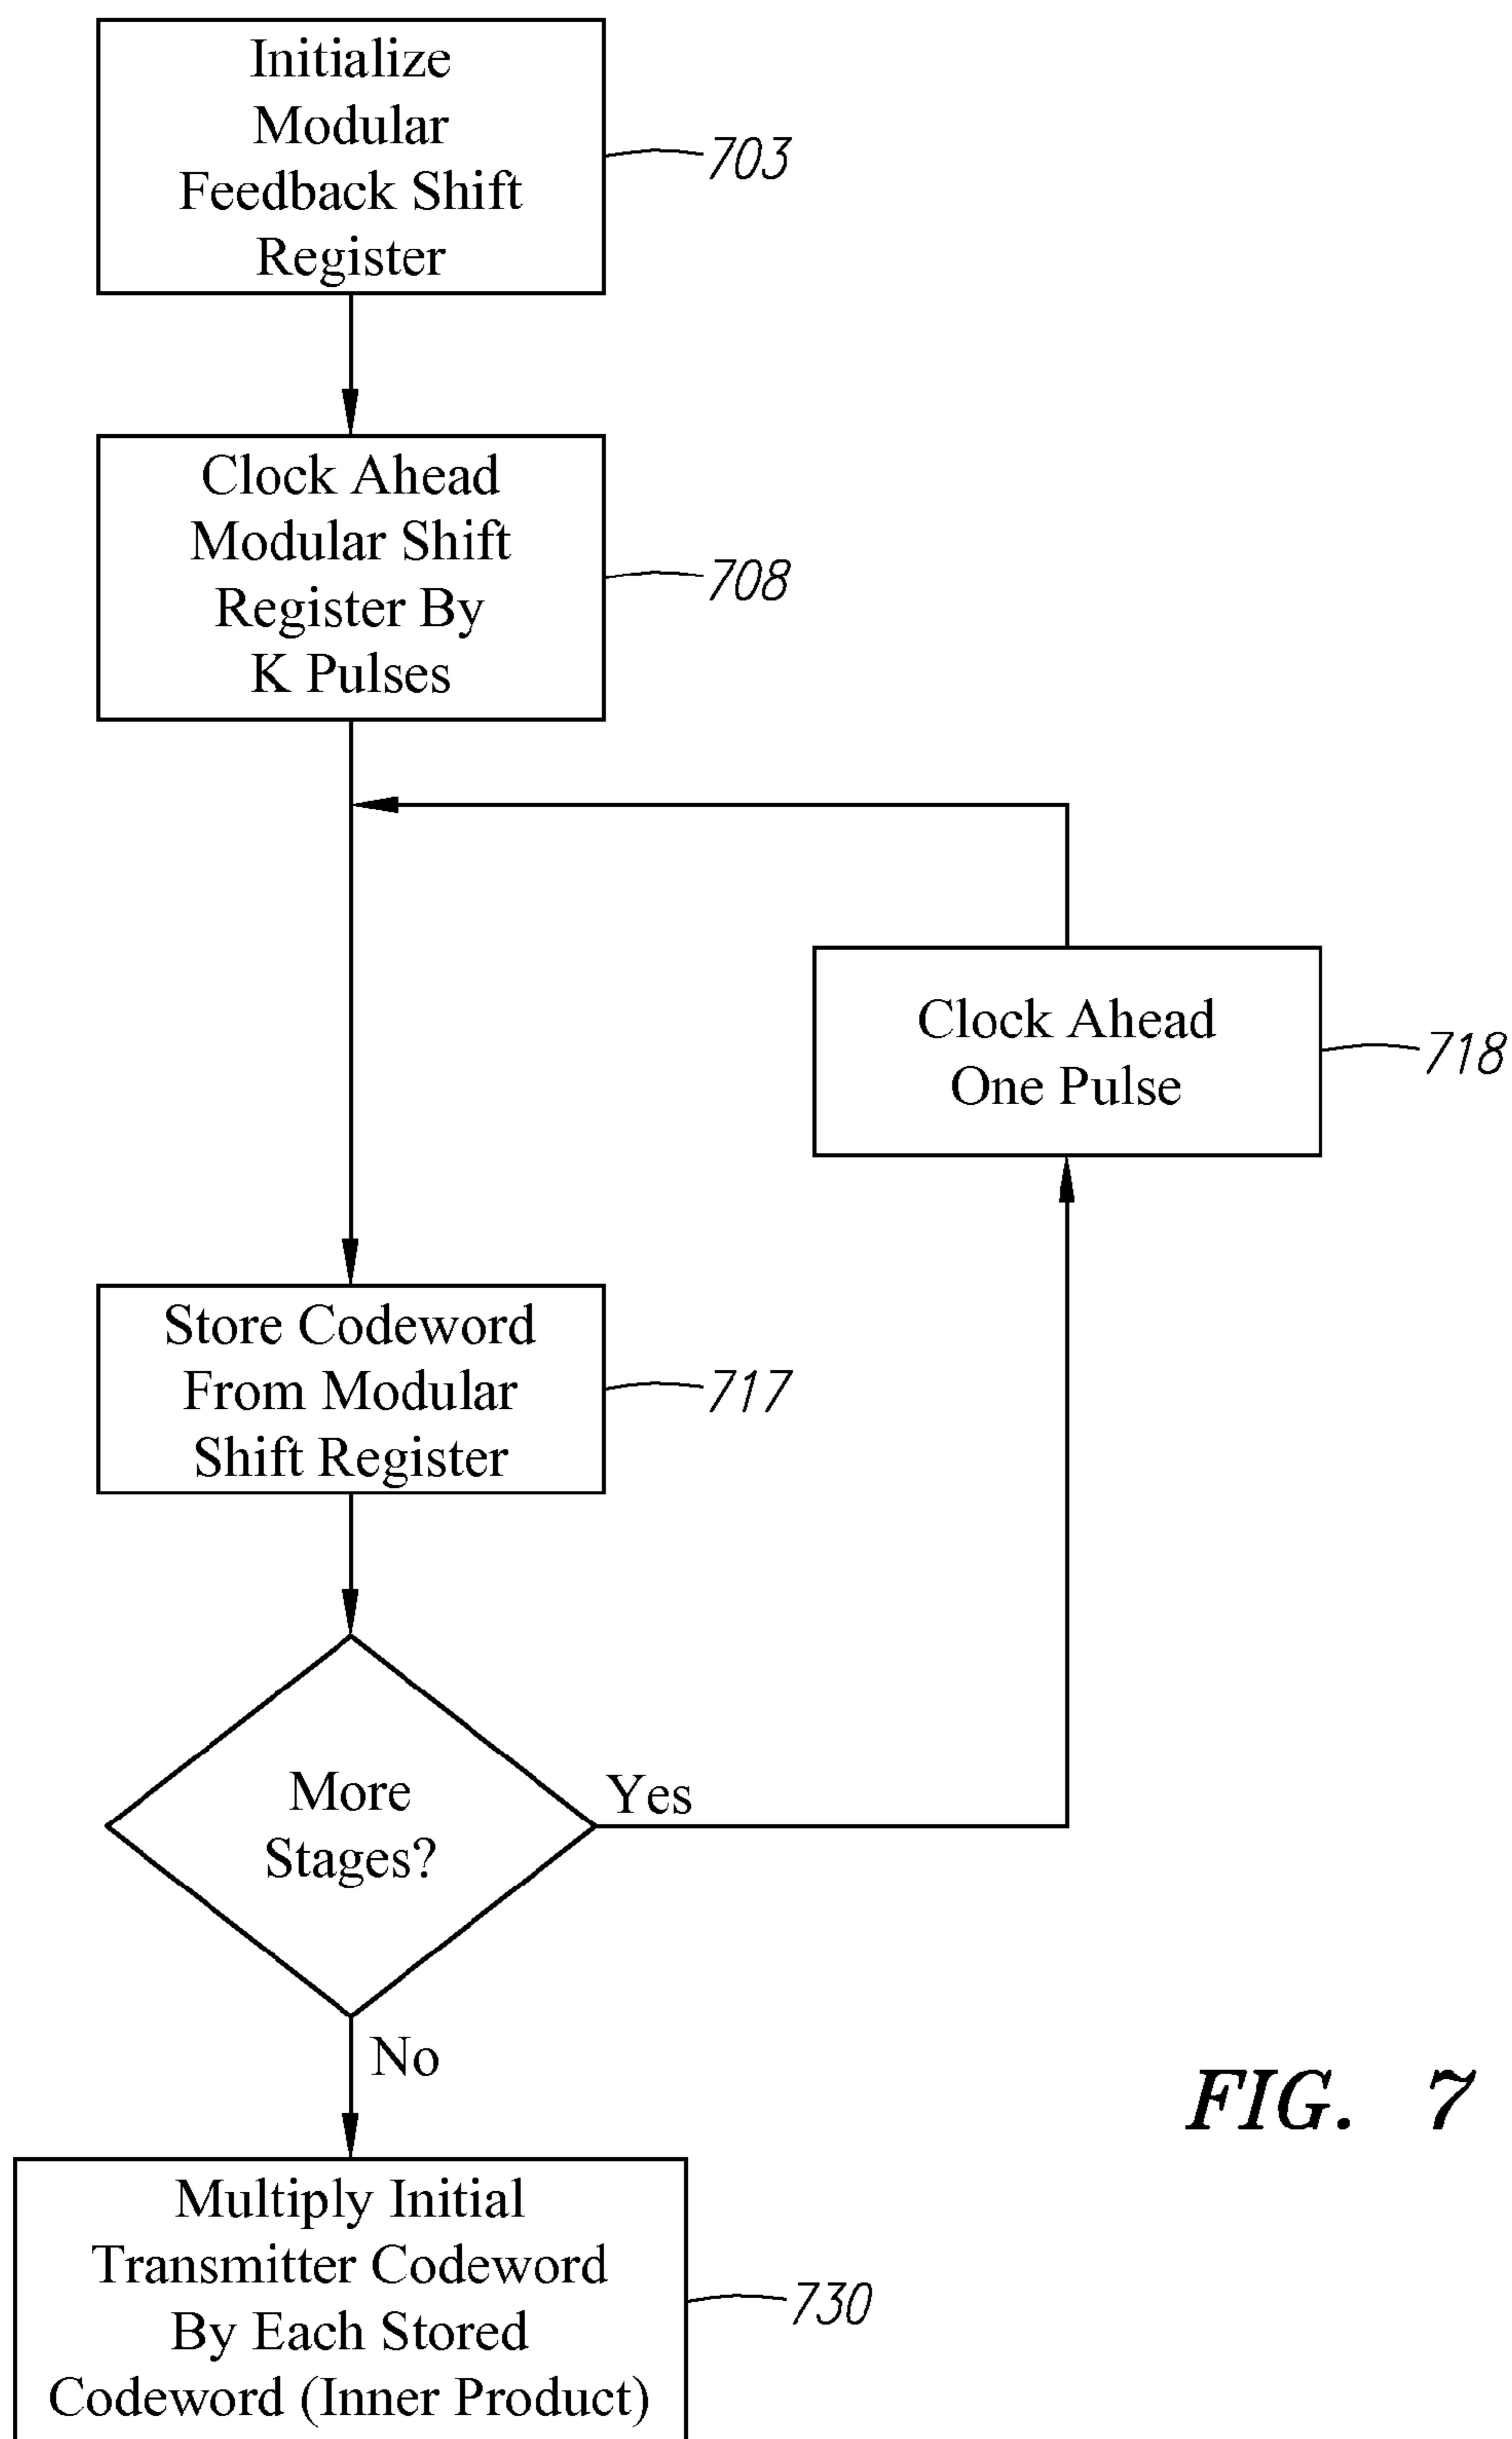 Initialize
Modular
Feedback Shift
Register
703
Clock Ahead
Modular Shift
Register By
K Pulses
708
Clock Ahead
One Pulse
718
Store Codeword
From Modular
Shift Register
717
More
Stages?
Yes
No
Multiply Initial
Transmitter Codeword
By Each Stored
Codeword (Inner Product)
730
FIG. 7